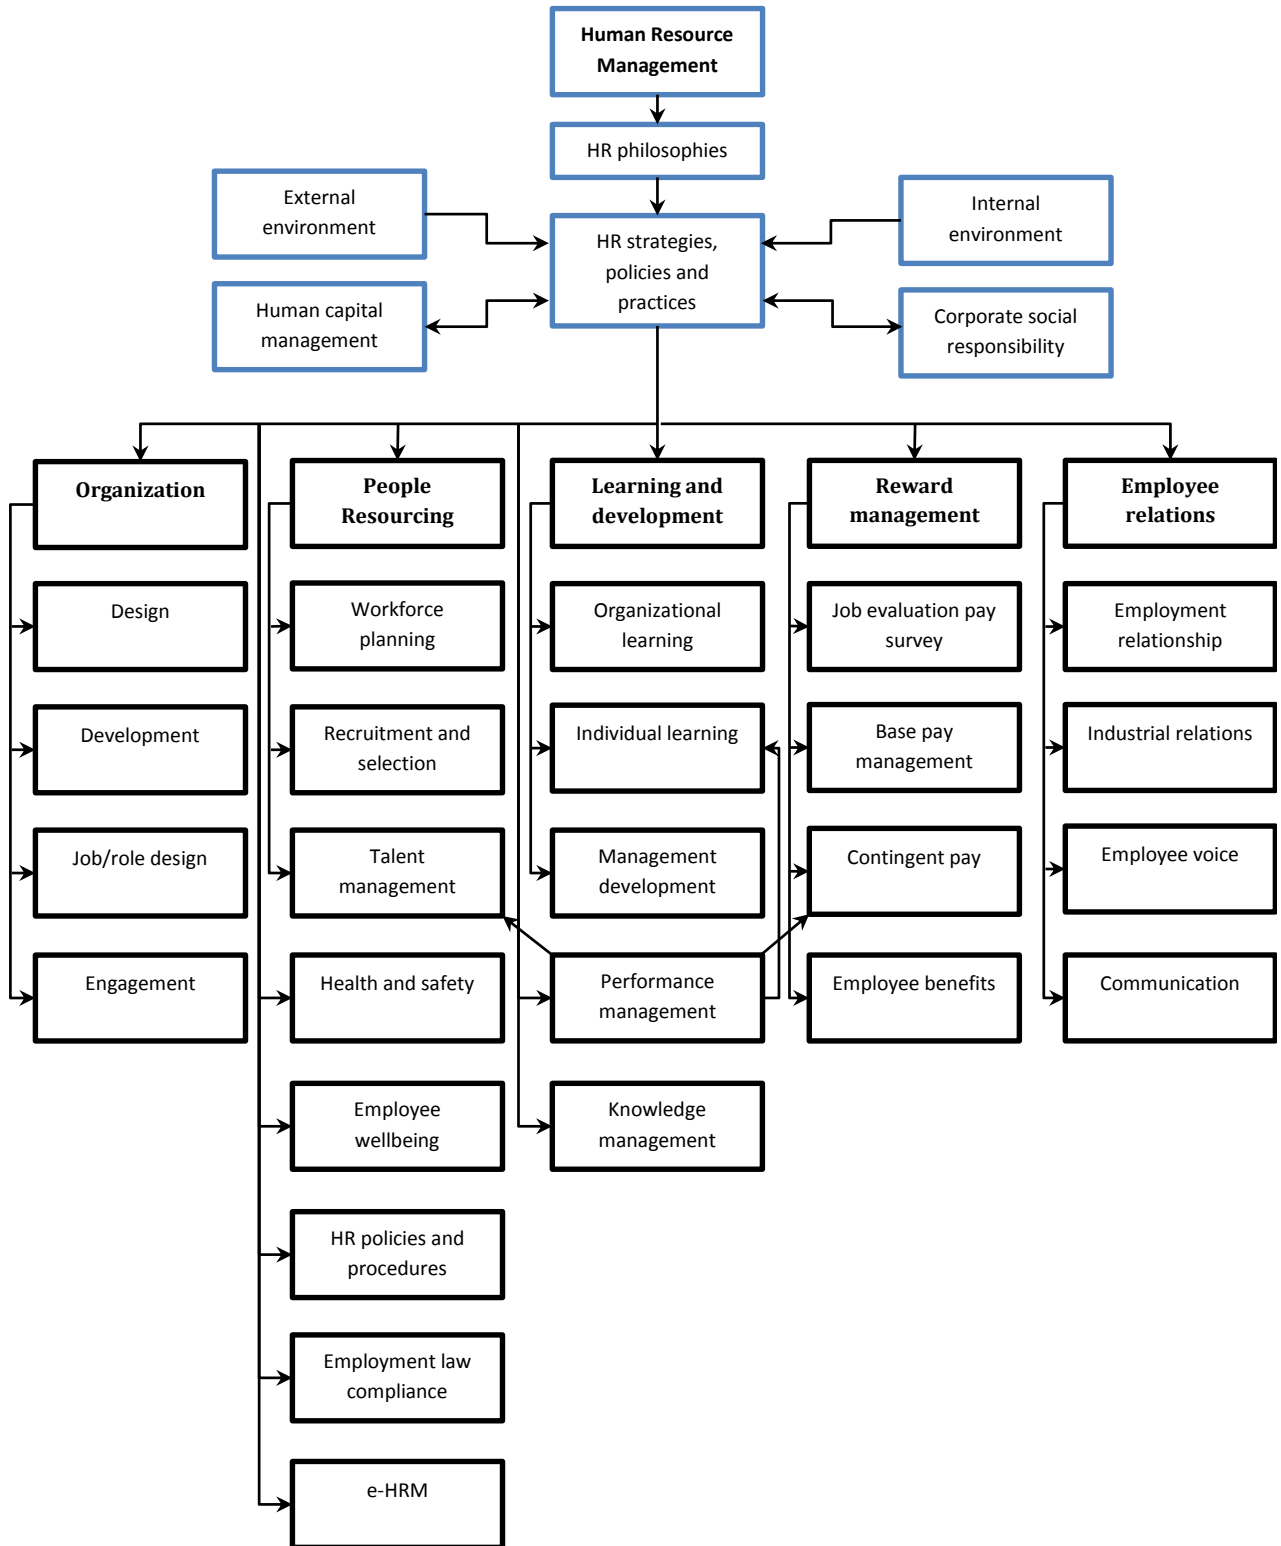 Human Resource
Management
HR philosophies
External
environment
Internal
environment
HR strategies,
policies and
practices
Human capital
management
Corporate social
responsibility
Organization
People
Resourcing
Learning and
development
Reward
management
Employee
relations
Design
Workforce
planning
Organizational
learning
Job evaluation pay
survey
Employment
relationship
Development
Recruitment and
selection
Individual learning
Base pay
management
Industrial relations
Job/role design
Talent
management
Management
development
Contingent pay
Employee voice
Engagement
Health and safety
Performance
management
Employee benefits
Communication
Employee
wellbeing
Knowledge
management
HR policies and
procedures
Employment law
compliance
e-HRM